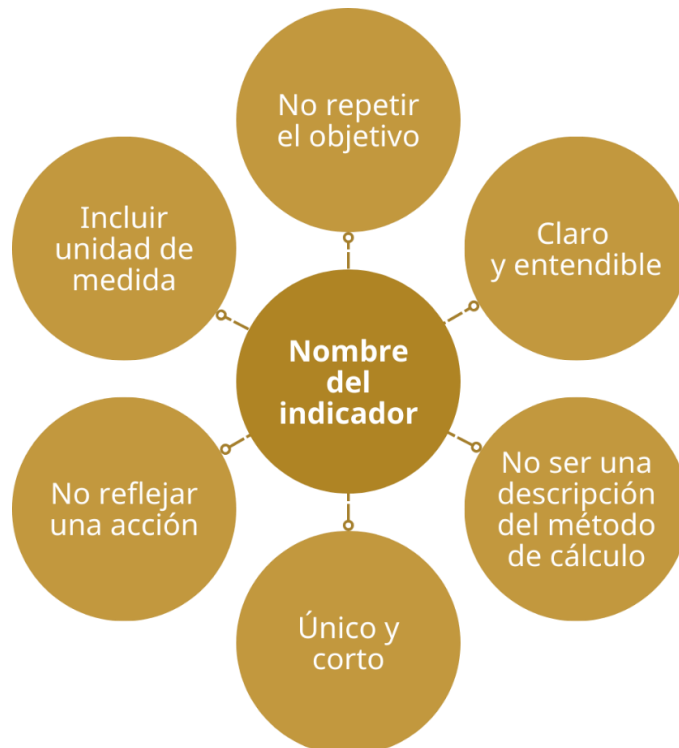 No repetir
el objetivo
Claro
y entendible
No ser una
descripción
del método
de cálculo
Único y
corto
No reflejar
una acción
Incluir
unidad de
medida
Nombre
del
indicador